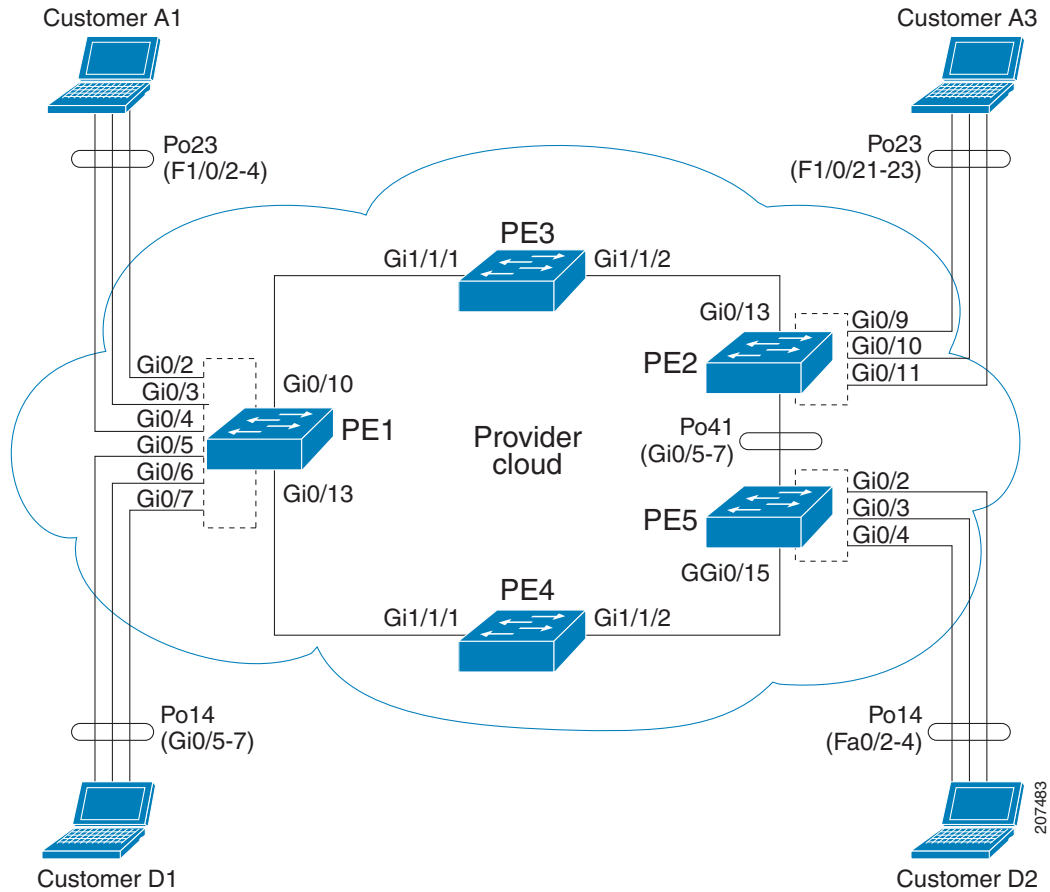 Customer A1
Customer A3
Po23
(F1/0/2-4)
Po23
(F1/0/21-23)
PE3
Gi1/1/1
Gi1/1/2
Gi0/13
Gi0/9
Gi0/10
Gi0/11
PE2
Gi0/2
Gi0/3
Gi0/4
Gi0/5
Gi0/6
Gi0/7
Gi0/10
PE1
Gi0/13
Provider
cloud
Po41
(Gi0/5-7)
Gi0/2
Gi0/3
Gi0/4
PE5
GGi0/15
PE4
Gi1/1/1
Gi1/1/2
Po14
(Gi0/5-7)
Po14
(Fa0/2-4)
Customer D1
Customer D2
207483